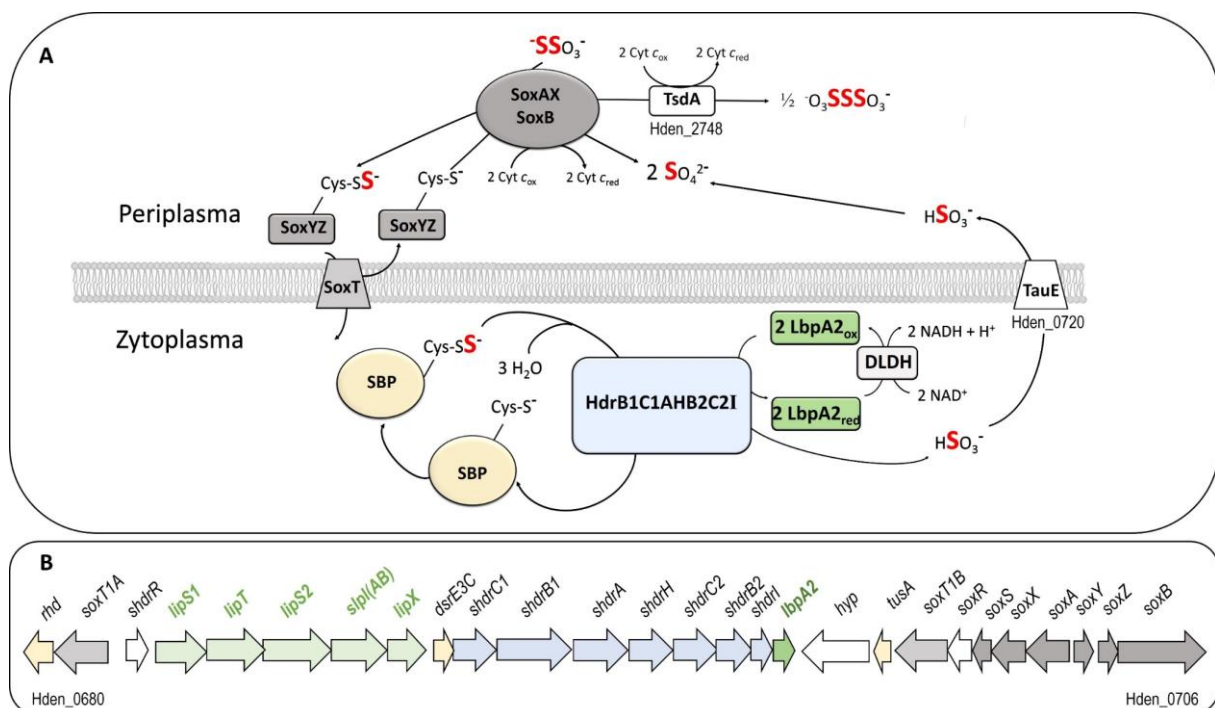 A
⁻SSO₃⁻
SoxAX
SoxB
2 Cyt c_ox
2 Cyt c_red
TsdA
Hden_2748
½ ⁻O₃SSSO₃⁻
2 Cyt c_ox
2 Cyt c_red
2 SO₄²⁻
Cys-SS⁻
Cys-S⁻
SoxYZ
SoxYZ
Periplasma
HSO₃⁻
SoxT
TauE
Hden_0720
Zytoplasma
Cys-SS⁻
SBP
3 H₂O
Cys-S⁻
SBP
HdrB1C1AHB2C2I
2 LbpA2ox
2 LbpA2red
DLDH
2 NADH + H⁺
2 NAD⁺
HSO₃⁻
B
rhd
soxT1A
shdrR
lipS1
lipT
lipS2
slpl(AB)
lipX
dsrE3C
shdrC1
shdrB1
shdrA
shdrH
shdrC2
shdrB2
shdrI
lbpA2
hyp
tusA
soxT1B
soxR
soxS
soxX
soxA
soxY
soxZ
soxB
Hden_0680
Hden_0706